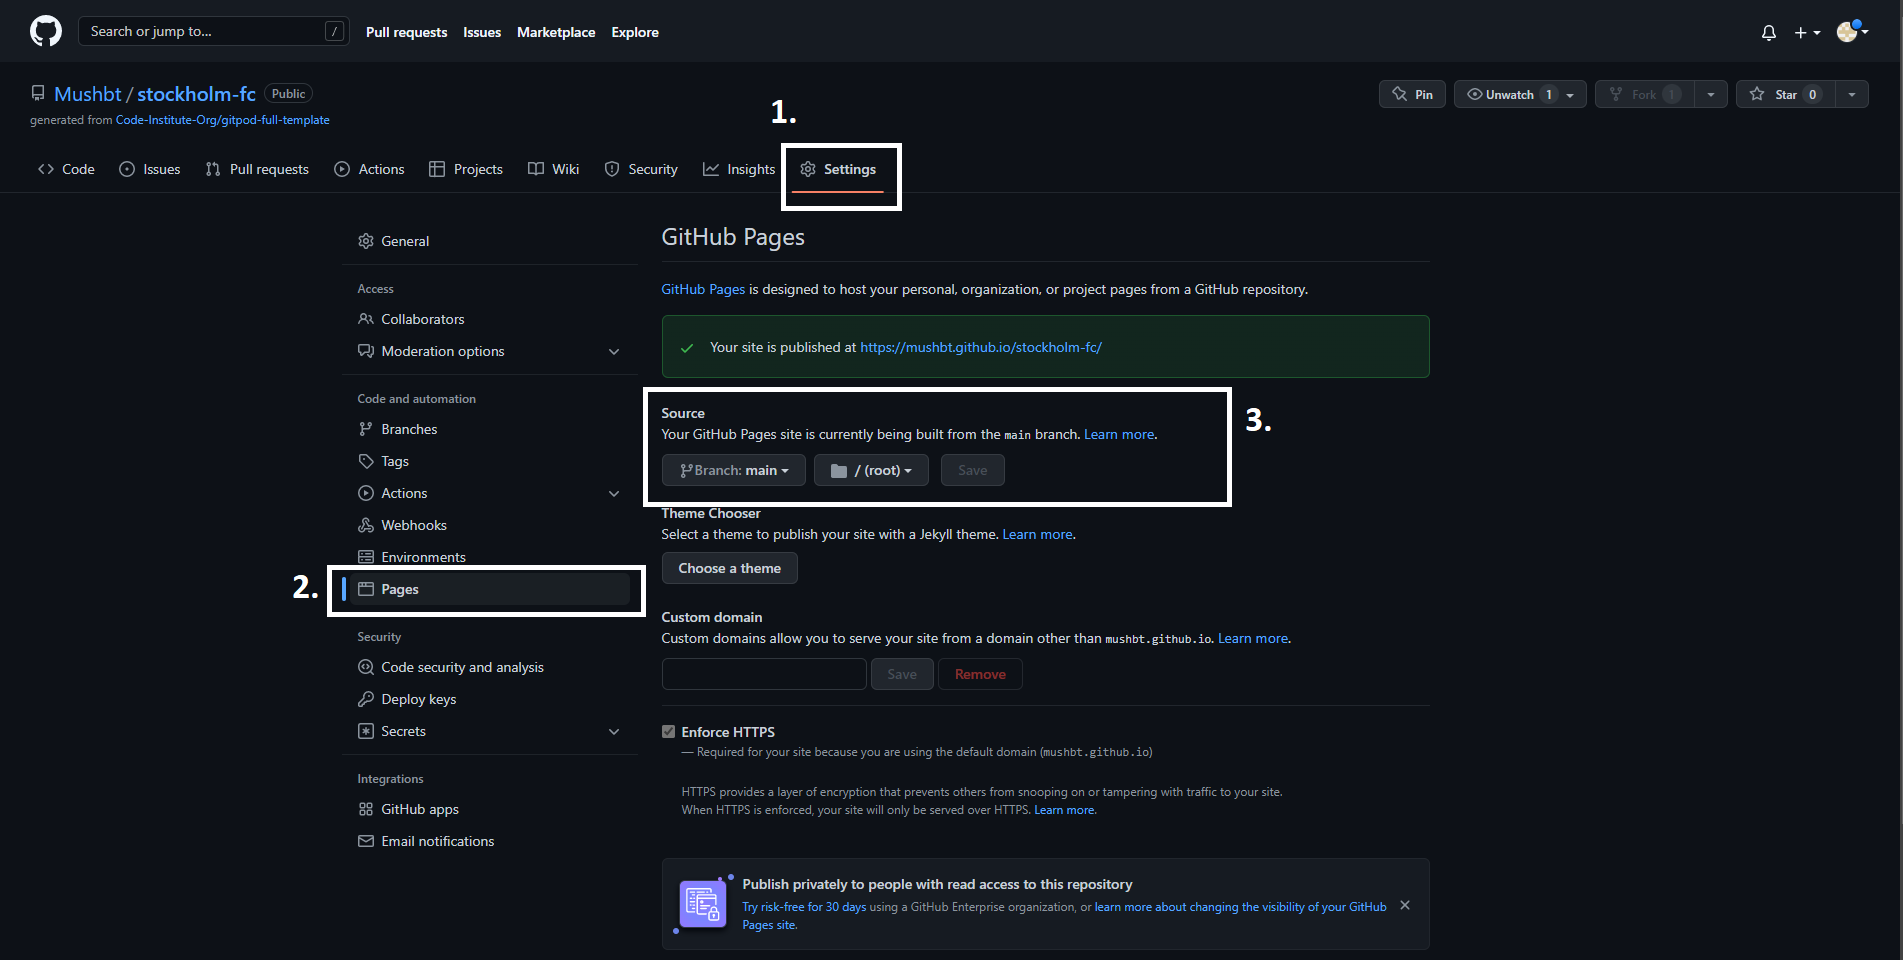 Search or jump to... /
Pull requests Issues Marketplace Explore
Mushbt / stockholm-fc Public
generated from Code-Institute-Org/gitpod-full-template
Pin
Unwatch 1
Fork 1
Star 0
1.
Code Issues Pull requests Actions Projects Wiki Security Insights Settings
General
Access
Collaborators
Moderation options
Code and automation
Branches
Tags
Actions
Webhooks
Environments
2.
Pages
Security
Code security and analysis
Deploy keys
Secrets
Integrations
GitHub apps
Email notifications
GitHub Pages
GitHub Pages is designed to host your personal, organization, or project pages from a GitHub repository.
Your site is published at https://mushbt.github.io/stockholm-fc/
3.
Source
Your GitHub Pages site is currently being built from the main branch. Learn more.
Branch: main / (root) Save
Theme Chooser
Select a theme to publish your site with a Jekyll theme. Learn more.
Choose a theme
Custom domain
Custom domains allow you to serve your site from a domain other than mushbt.github.io. Learn more.
Save Remove
Enforce HTTPS
— Required for your site because you are using the default domain (mushbt.github.io)
HTTPS provides a layer of encryption that prevents others from snooping on or tampering with traffic to your site.
When HTTPS is enforced, your site will only be served over HTTPS. Learn more.
Publish privately to people with read access to this repository
Try risk-free for 30 days using a GitHub Enterprise organization, or learn more about changing the visibility of your GitHub
Pages site.